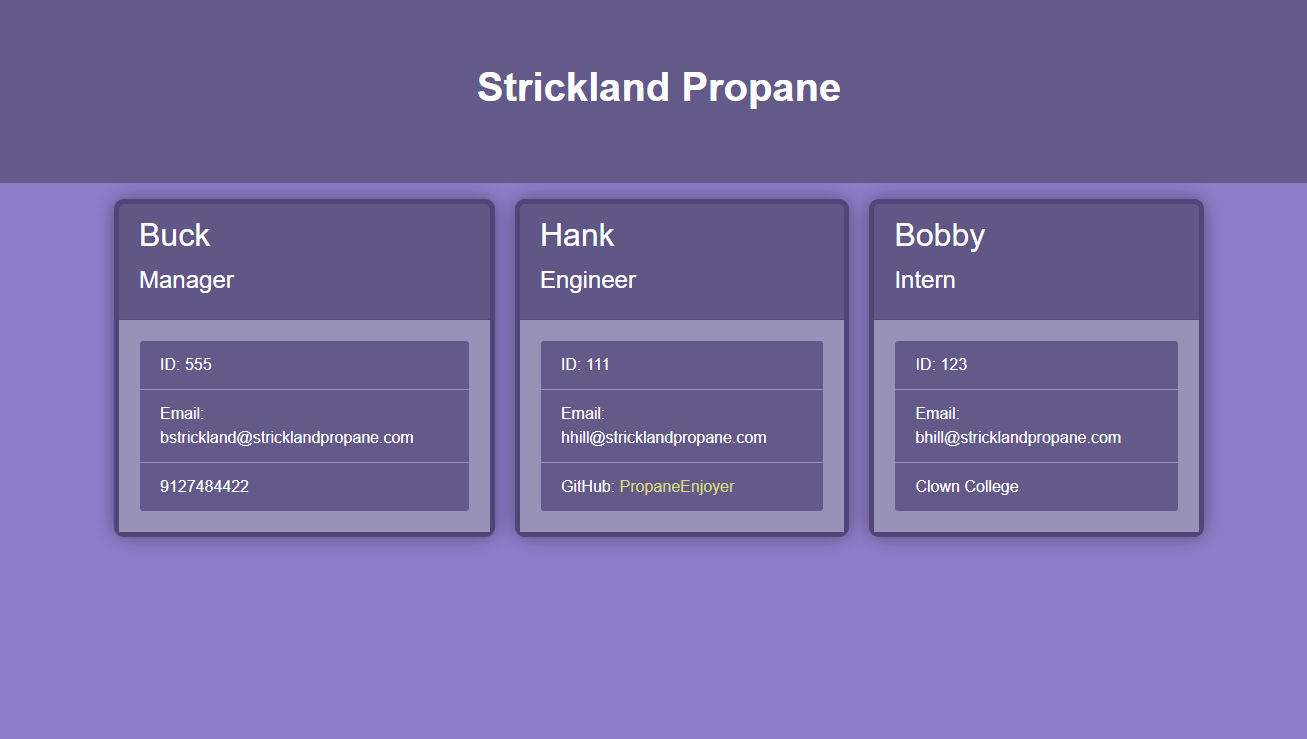 Strickland Propane
Buck
Manager
ID: 555
Email:
bstrickland@stricklandpropane.com
9127484422
Hank
Engineer
ID: 111
Email:
hhill@stricklandpropane.com
GitHub: PropaneEnjoyer
Bobby
Intern
ID: 123
Email:
bhill@stricklandpropane.com
Clown College